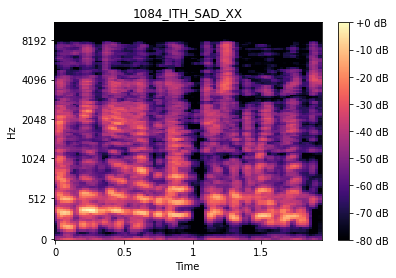 1084_ITH_SAD_XX
8192
4096
2048
1024
512
0
Hz
0
0.5
1
1.5
Time
+0 dB
-10 dB
-20 dB
-30 dB
-40 dB
-50 dB
-60 dB
-70 dB
-80 dB